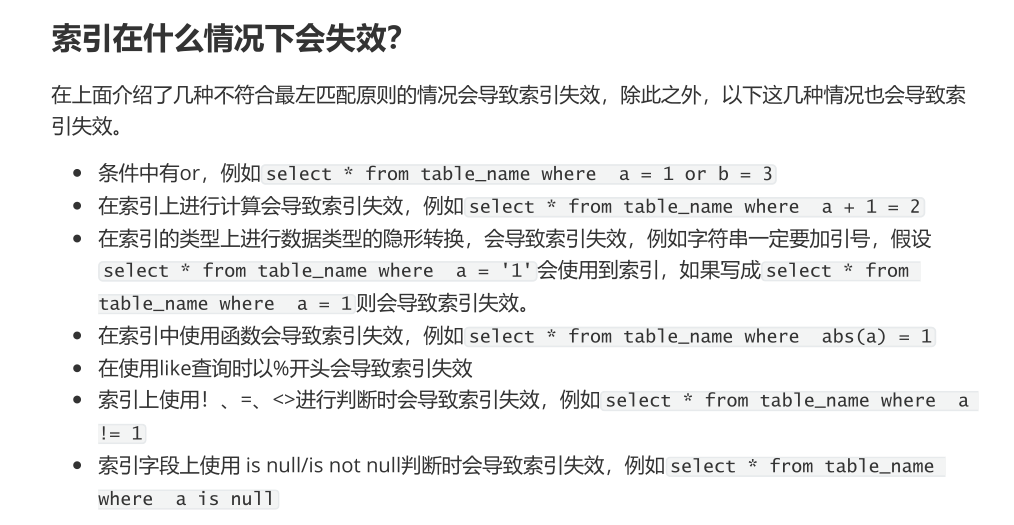 索引在什么情况下会失效？
在上面介绍了几种不符合最左匹配原则的情况会导致索引失效，除此之外，以下这几种情况也会导致索
引失效。
• 条件中有or，例如select * from table_name where  a = 1 or b = 3
• 在索引上进行计算会导致索引失效，例如select * from table_name where  a + 1 = 2
• 在索引的类型上进行数据类型的隐形转换，会导致索引失效，例如字符串一定要加引号，假设
select * from table_name where  a = '1'会使用到索引，如果写成select * from
table_name where  a = 1则会导致索引失效。
• 在索引中使用函数会导致索引失效，例如select * from table_name where  abs(a) = 1
• 在使用like查询时以%开头会导致索引失效
• 索引上使用！、=、<>进行判断时会导致索引失效，例如select * from table_name where  a
!= 1
• 索引字段上使用 is null/is not null判断时会导致索引失效，例如select * from table_name
where  a is null